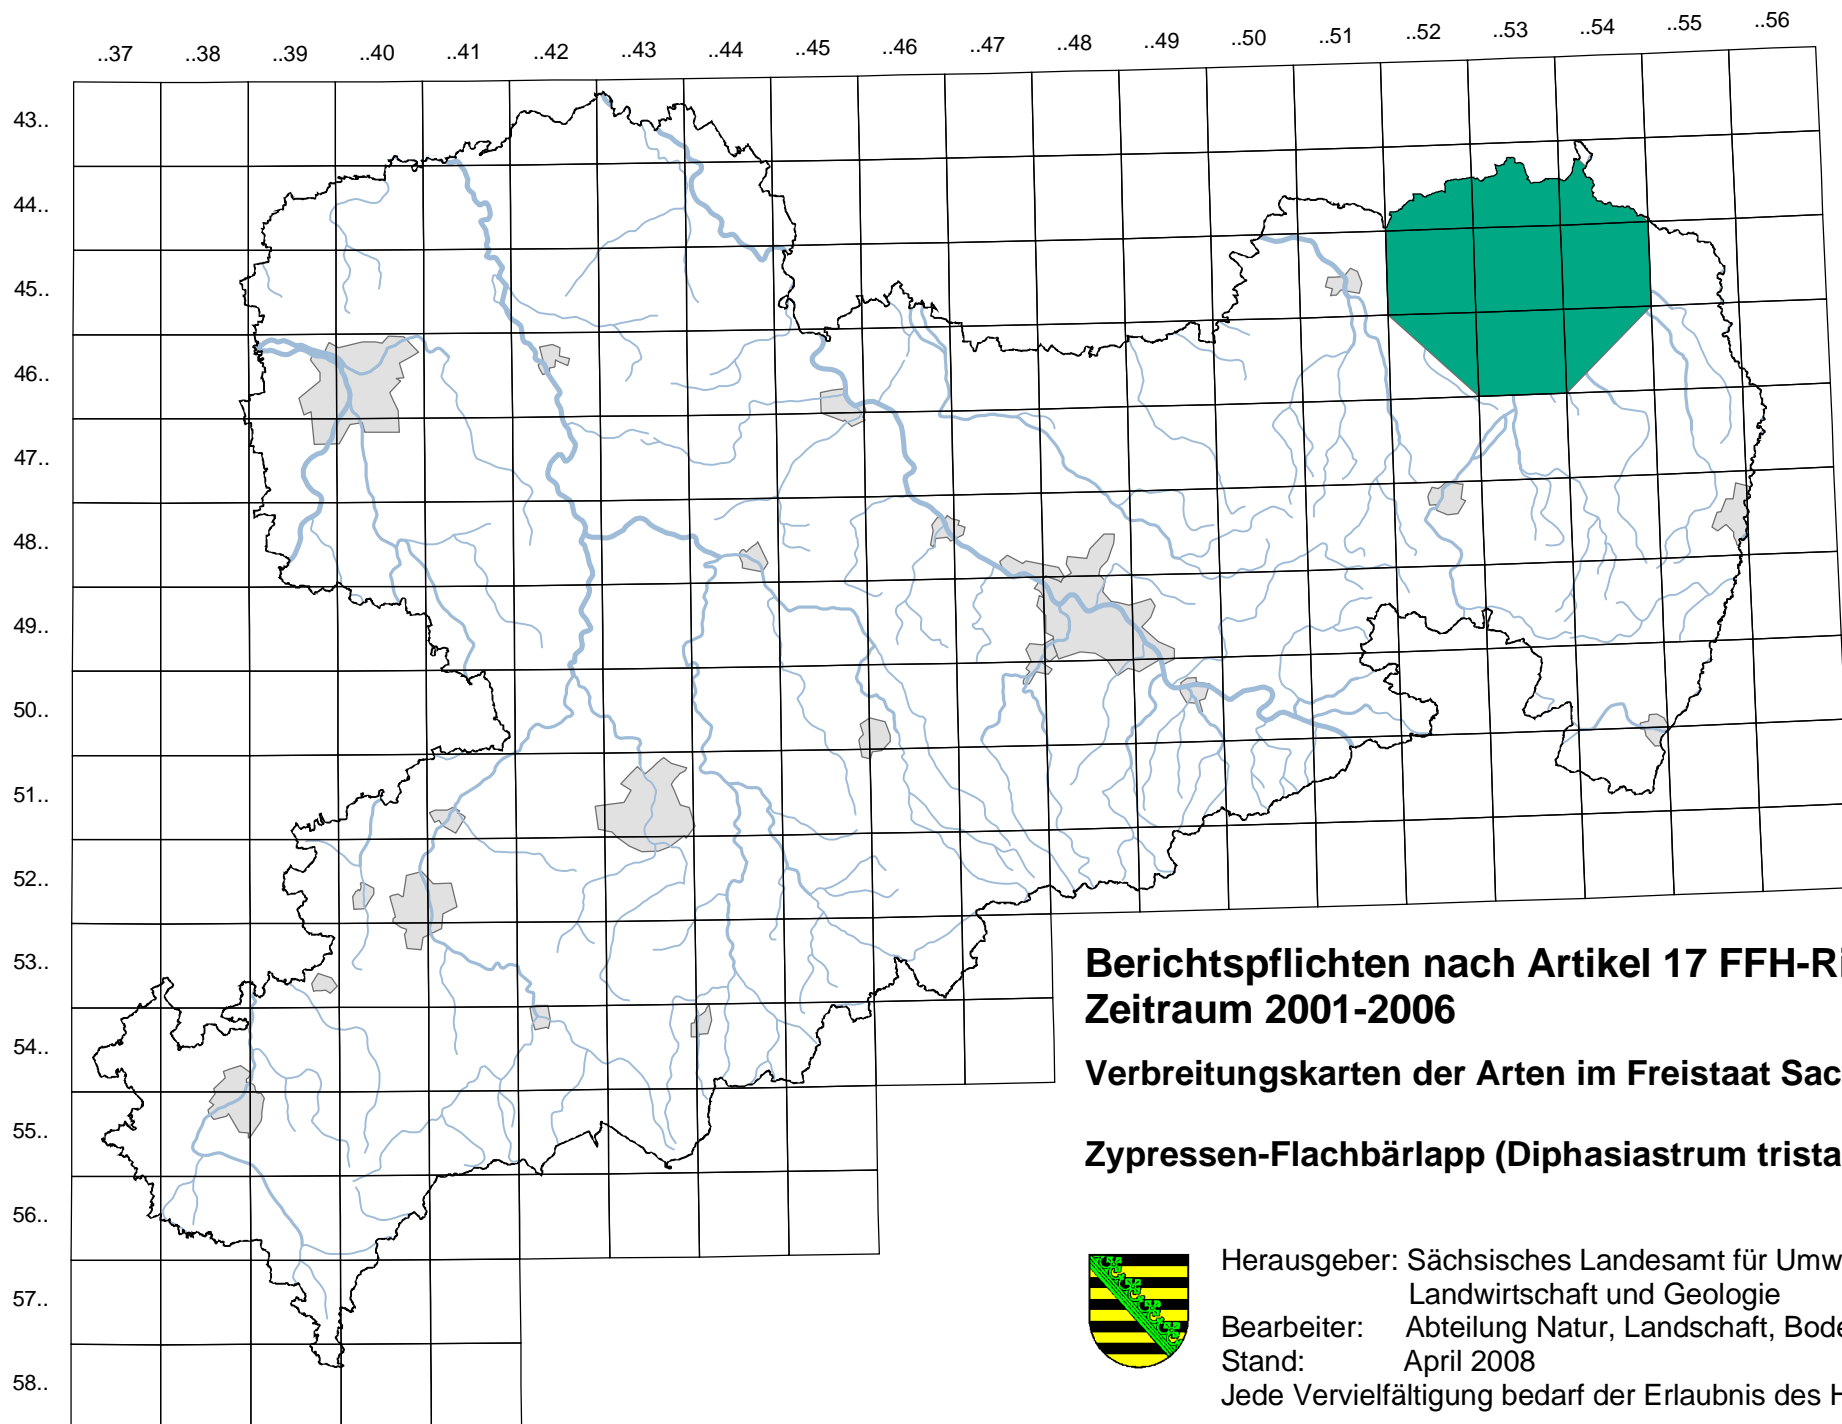 ..37 ..38 ..39 ..40 ..41 ..42 ..43 ..44 ..45 ..46 ..47 ..48 ..49 ..50 ..51 ..52 ..53 ..54 ..55 ..56
43..
44..
45..
46..
47..
48..
49..
50..
51..
52..
53..
54..
55..
56..
57..
58..
Berichtspflichten nach Artikel 17 FFH-Ri
Zeitraum 2001-2006
Verbreitungskarten der Arten im Freistaat Sac
Zypressen-Flachbärlapp (Diphasiastrum trista
Herausgeber: Sächsisches Landesamt für Umw
Landwirtschaft und Geologie
Bearbeiter: Abteilung Natur, Landschaft, Bode
Stand: April 2008
Jede Vervielfältigung bedarf der Erlaubnis des H